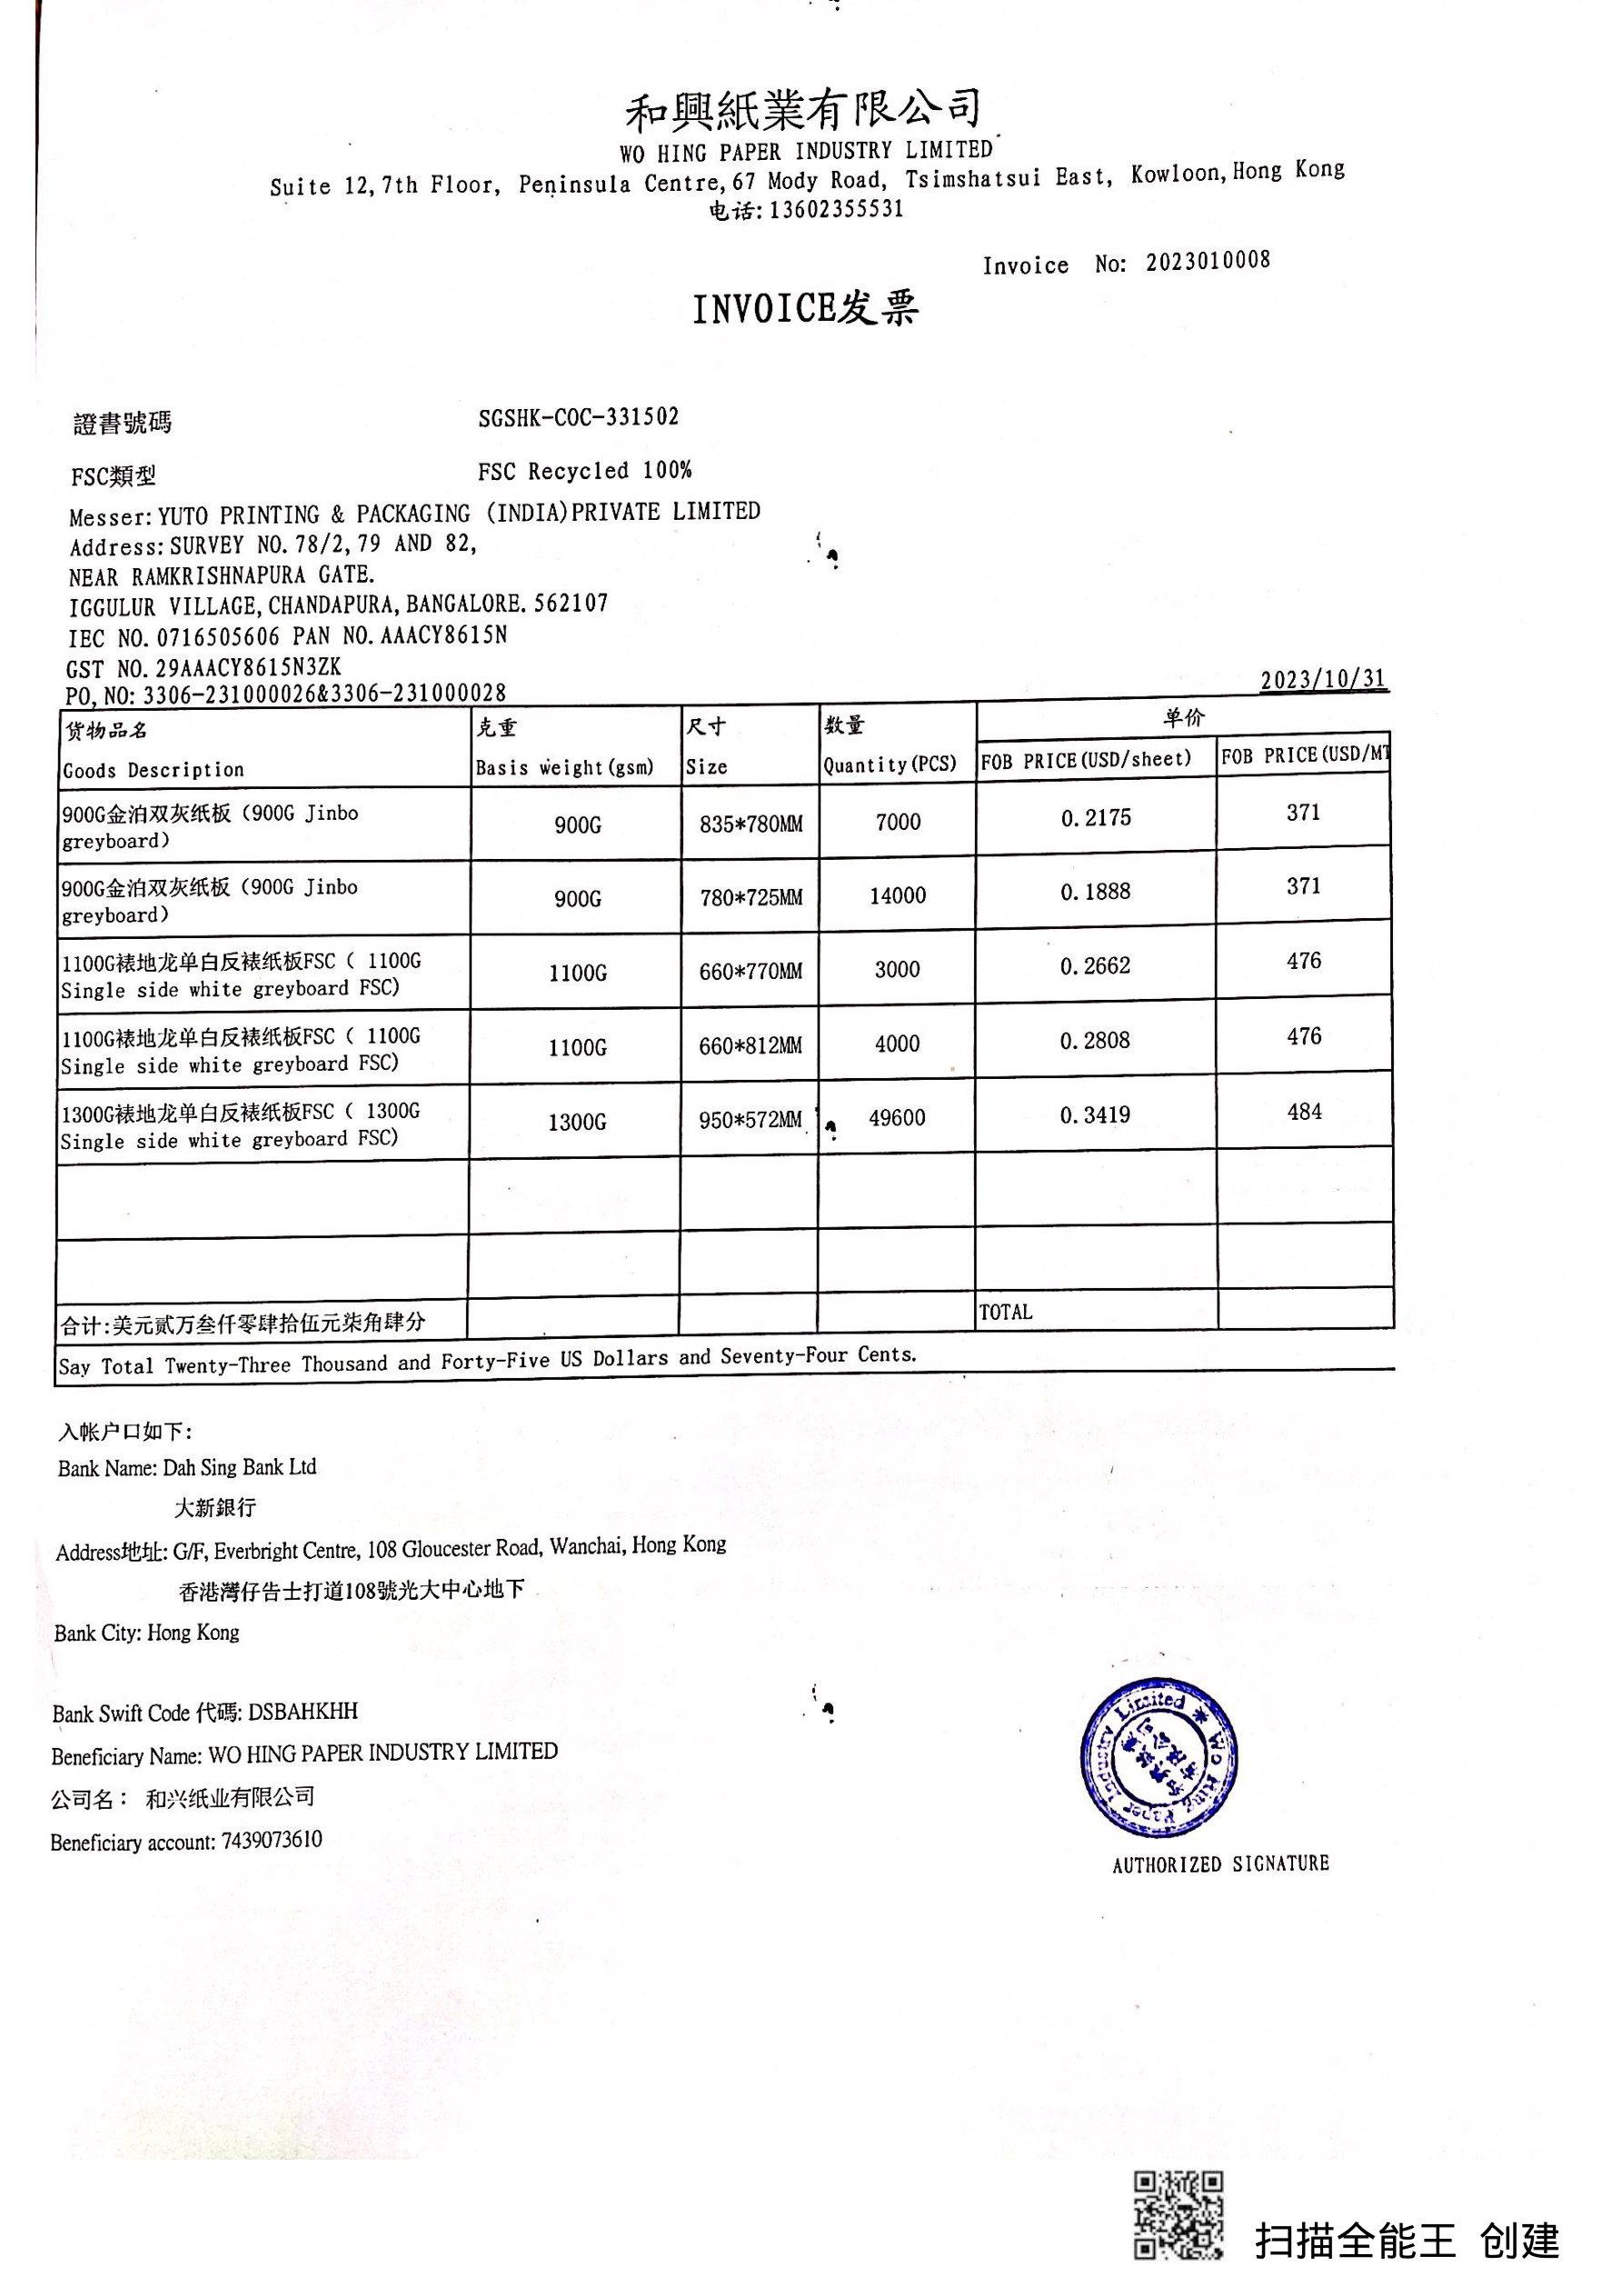 和興紙業有限公司
WO HING PAPER INDUSTRY LIMITED
Suite 12,7th Floor, Peninsula Centre,67 Mody Road, Tsimshatsui East, Kowloon,Hong Kong
电话:13602355531
Invoice No: 2023010008
INVOICE发票
證書號碼 SGSHK-COC-331502
FSC類型 FSC Recycled 100%
Messer:YUTO PRINTING & PACKAGING (INDIA)PRIVATE LIMITED
Address:SURVEY NO.78/2,79 AND 82,
NEAR RAMKRISHNAPURA GATE.
IGGULUR VILLAGE,CHANDAPURA,BANGALORE.562107
IEC NO.0716505606 PAN NO.AAACY8615N
GST NO.29AAACY8615N3ZK
PO,NO:3306-231000026&3306-231000028 2023/10/31
货物品名 克重 尺寸 数量 单价
Goods Description Basis weight(gsm) Size Quantity(PCS) FOB PRICE(USD/sheet) FOB PRICE(USD/MT
900G金泊双灰纸板（900G Jinbo
greyboard） 900G 835*780MM 7000 0.2175 371
900G金泊双灰纸板（900G Jinbo
greyboard） 900G 780*725MM 14000 0.1888 371
1100G裱地龙单白反裱纸板FSC（ 1100G
Single side white greyboard FSC) 1100G 660*770MM 3000 0.2662 476
1100G裱地龙单白反裱纸板FSC（ 1100G
Single side white greyboard FSC) 1100G 660*812MM 4000 0.2808 476
1300G裱地龙单白反裱纸板FSC（ 1300G
Single side white greyboard FSC) 1300G 950*572MM 49600 0.3419 484
合计:美元贰万叁仟零肆拾伍元柒角肆分 TOTAL
Say Total Twenty-Three Thousand and Forty-Five US Dollars and Seventy-Four Cents.
入帐户口如下:
Bank Name: Dah Sing Bank Ltd
大新銀行
Address地址: G/F, Everbright Centre, 108 Gloucester Road, Wanchai, Hong Kong
香港灣仔告士打道108號光大中心地下
Bank City: Hong Kong
Bank Swift Code 代碼: DSBAHKHH
Beneficiary Name: WO HING PAPER INDUSTRY LIMITED
公司名： 和兴纸业有限公司
Beneficiary account: 7439073610
Wo Hing Paper Industry Limited
AUTHORIZED SIGNATURE
扫描全能王 创建